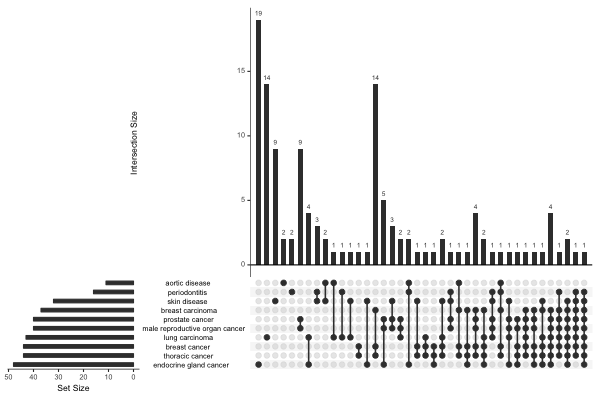 19
14 14
15
10
9 9
5
5
4 4 4
3 3
2 2 2 2 2 2 2 2
1 1 1 1 1 1 1 1 1 1 1 1 1 1 1 1 1 1 1 1
0
Intersection Size
aortic disease
periodontitis
skin disease
breast carcinoma
prostate cancer
male reproductive organ cancer
lung carcinoma
breast cancer
thoracic cancer
endocrine gland cancer
50 40 30 20 10 0
Set Size